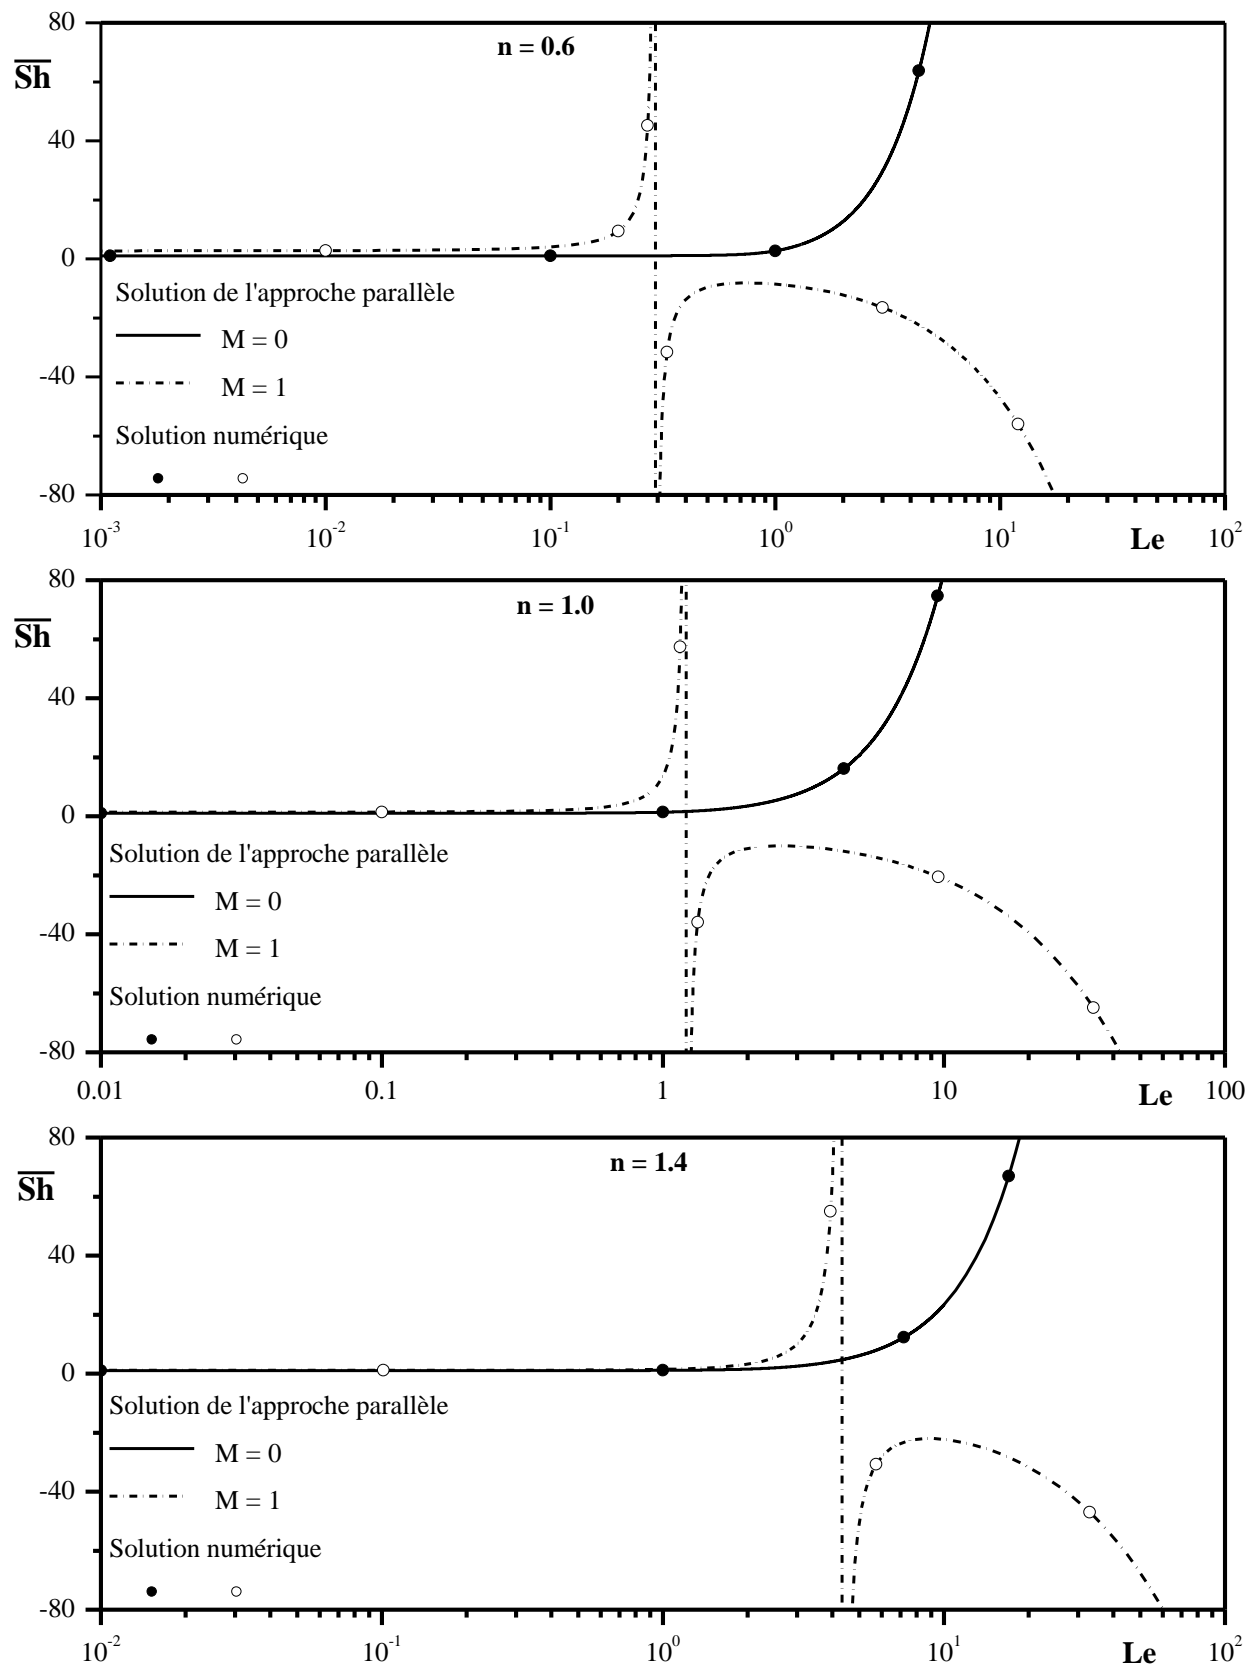 80
n = 0.6
Sh
40
0
Solution de l'approche parallèle
M = 0
-40
M = 1
Solution numérique
-80
10-3 10-2 10-1 100 101 Le 102
80
n = 1.0
Sh
40
0
Solution de l'approche parallèle
M = 0
-40
M = 1
Solution numérique
-80
0.01 0.1 1 10 Le 100
80
n = 1.4
Sh
40
0
Solution de l'approche parallèle
M = 0
-40
M = 1
Solution numérique
-80
10-2 10-1 100 101 Le 102